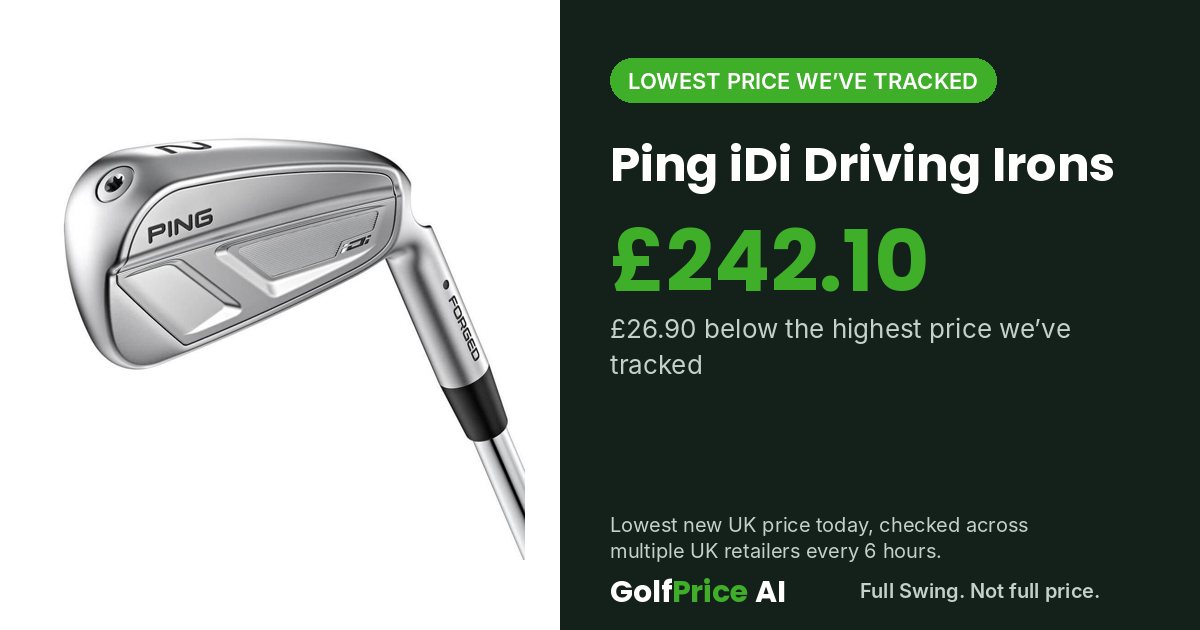 2
PING
iDi
FORGED
LOWEST PRICE WE’VE TRACKED
Ping iDi Driving Irons
£242.10
£26.90 below the highest price we’ve
tracked
Lowest new UK price today, checked across
multiple UK retailers every 6 hours.
GolfPrice AI
Full Swing. Not full price.